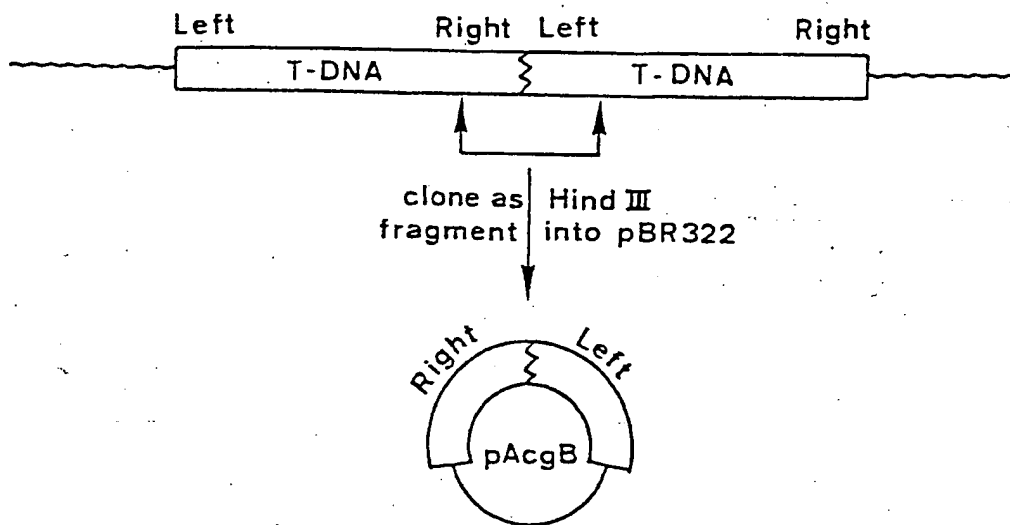 Left Right Left Right
T-DNA T-DNA
clone as Hind III
fragment into pBR322
Right Left
pAcgB